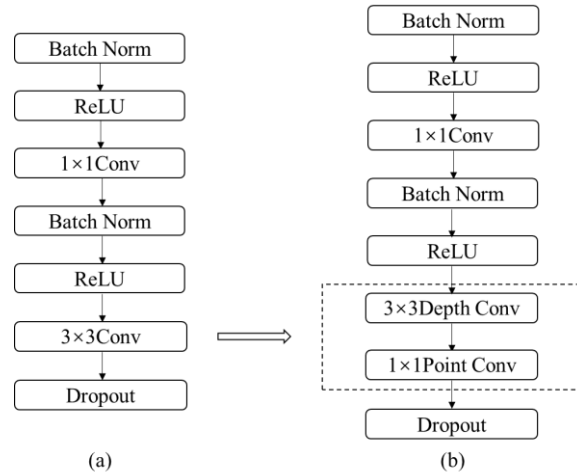 Batch Norm
ReLU
1×1Conv
Batch Norm
ReLU
3×3Conv
Dropout
(a)
Batch Norm
ReLU
1×1Conv
Batch Norm
ReLU
3×3Depth Conv
1×1Point Conv
Dropout
(b)